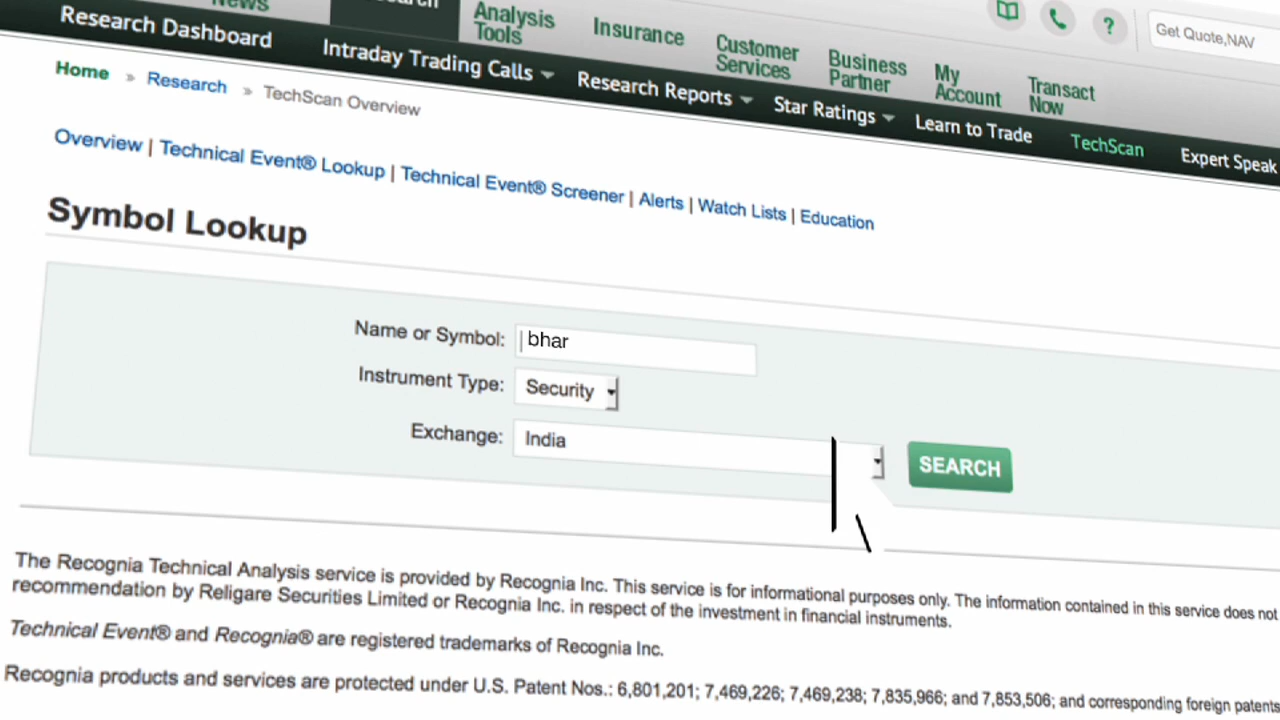 News
Research
Analysis Tools
Insurance
Customer Services
Business Partner
My Account
Transact Now
?
Get Quote,NAV
Research Dashboard
Intraday Trading Calls
Research Reports
Star Ratings
Learn to Trade
TechScan
Expert Speak
Home » Research » TechScan Overview
Overview | Technical Event® Lookup | Technical Event® Screener | Alerts | Watch Lists | Education
Symbol Lookup
Name or Symbol: bhar
Instrument Type: Security
Exchange: India
SEARCH
The Recognia Technical Analysis service is provided by Recognia Inc. This service is for informational purposes only. The information contained in this service does not
recommendation by Religare Securities Limited or Recognia Inc. in respect of the investment in financial instruments.
Technical Event® and Recognia® are registered trademarks of Recognia Inc.
Recognia products and services are protected under U.S. Patent Nos.: 6,801,201; 7,469,226; 7,469,238; 7,835,966; and 7,853,506; and corresponding foreign patents